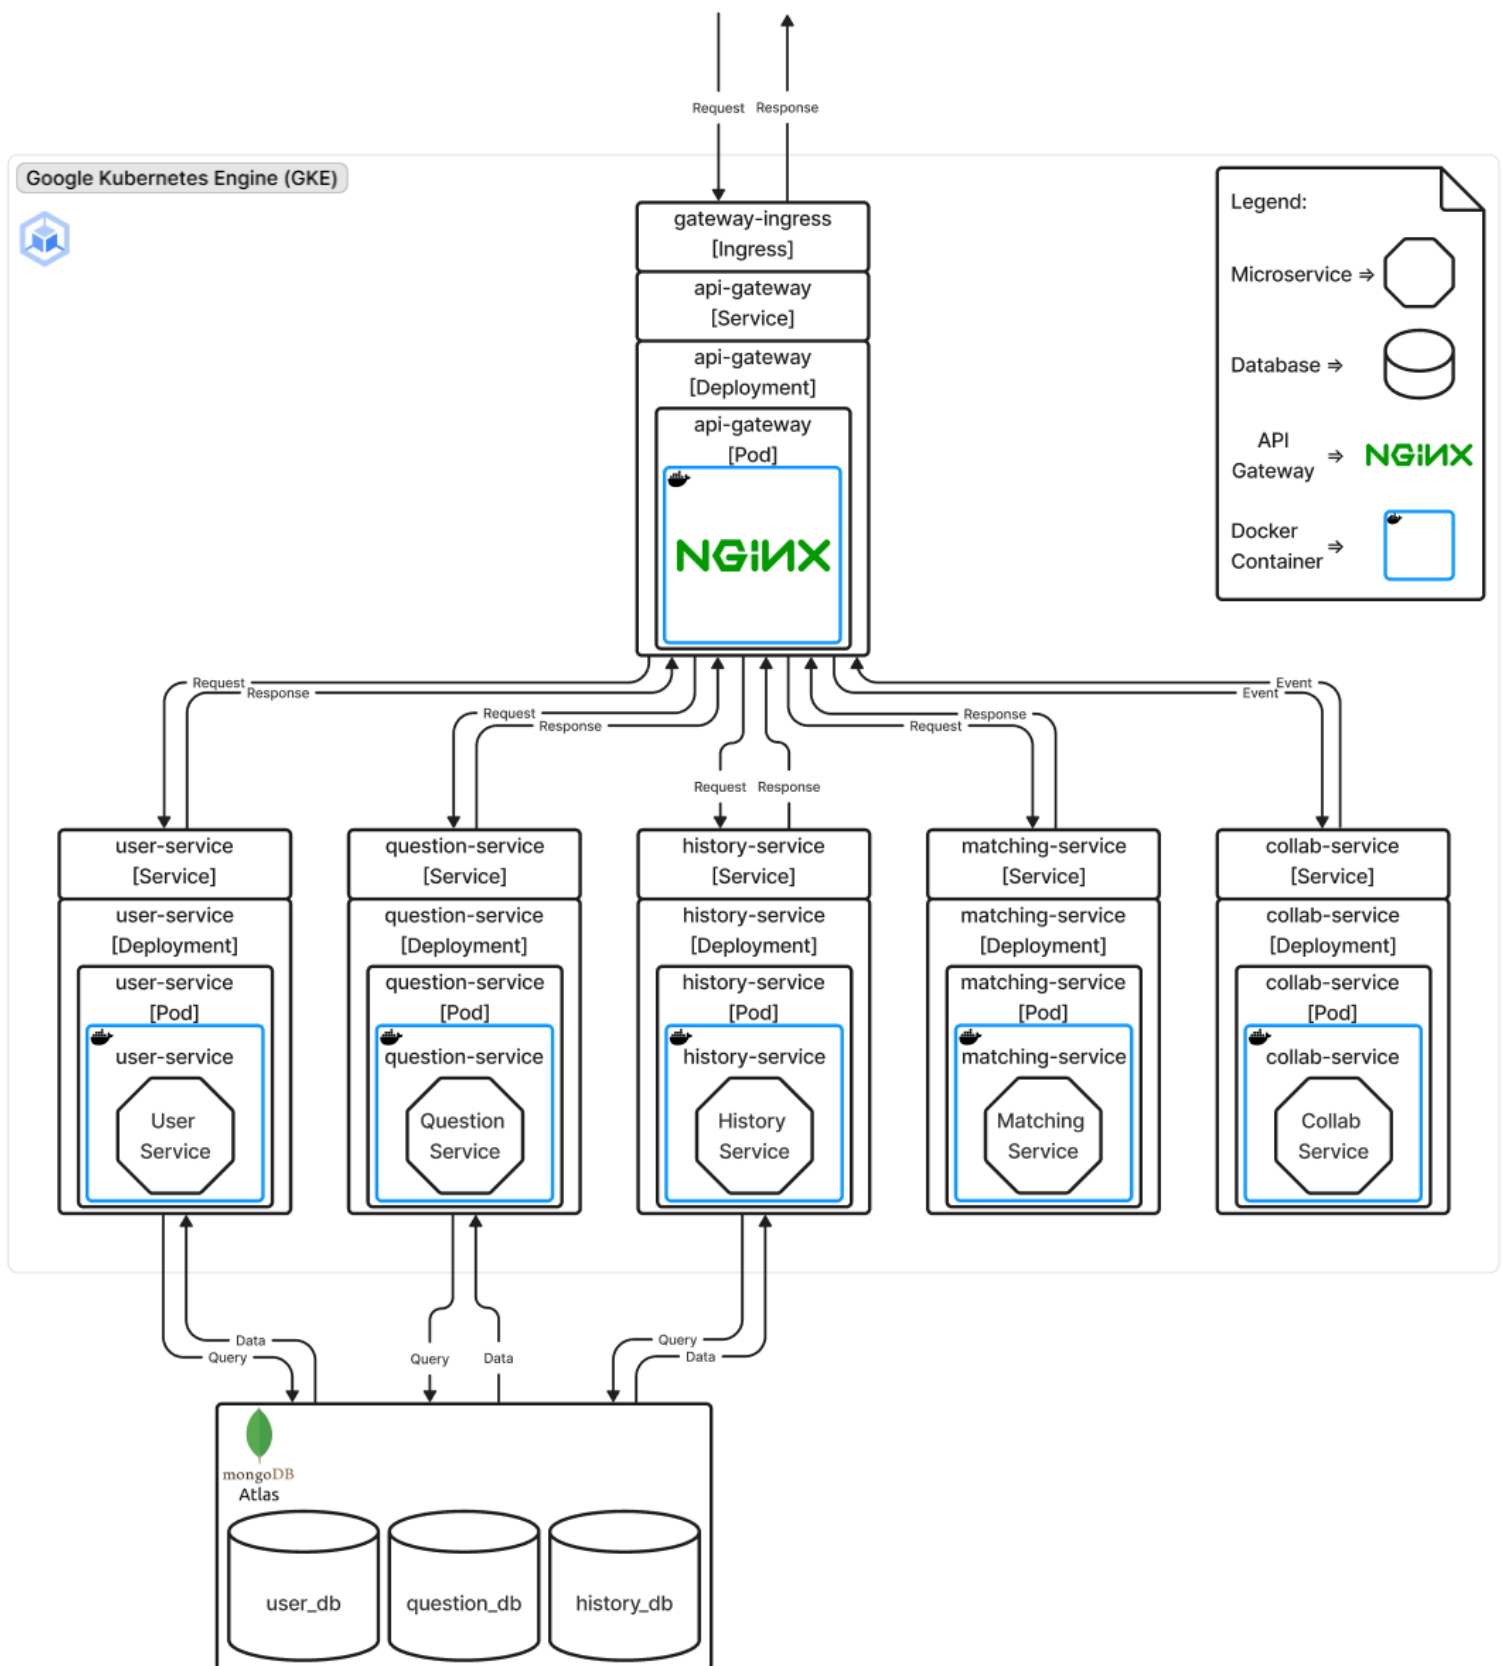 Request Response
Google Kubernetes Engine (GKE)
gateway-ingress
[Ingress]
api-gateway
[Service]
api-gateway
[Deployment]
api-gateway
[Pod]
NGINX
Legend:
Microservice ⇒
Database ⇒
API
Gateway
⇒
NGINX
Docker
Container
⇒
Request
Response
Request
Response
Request Response
Response
Request
Event
Event
user-service
[Service]
user-service
[Deployment]
user-service
[Pod]
user-service
User
Service
question-service
[Service]
question-service
[Deployment]
question-service
[Pod]
question-service
Question
Service
history-service
[Service]
history-service
[Deployment]
history-service
[Pod]
history-service
History
Service
matching-service
[Service]
matching-service
[Deployment]
matching-service
[Pod]
matching-service
Matching
Service
collab-service
[Service]
collab-service
[Deployment]
collab-service
[Pod]
collab-service
Collab
Service
Data
Query
Query Data
Query
Data
mongoDB
Atlas
user_db
question_db
history_db